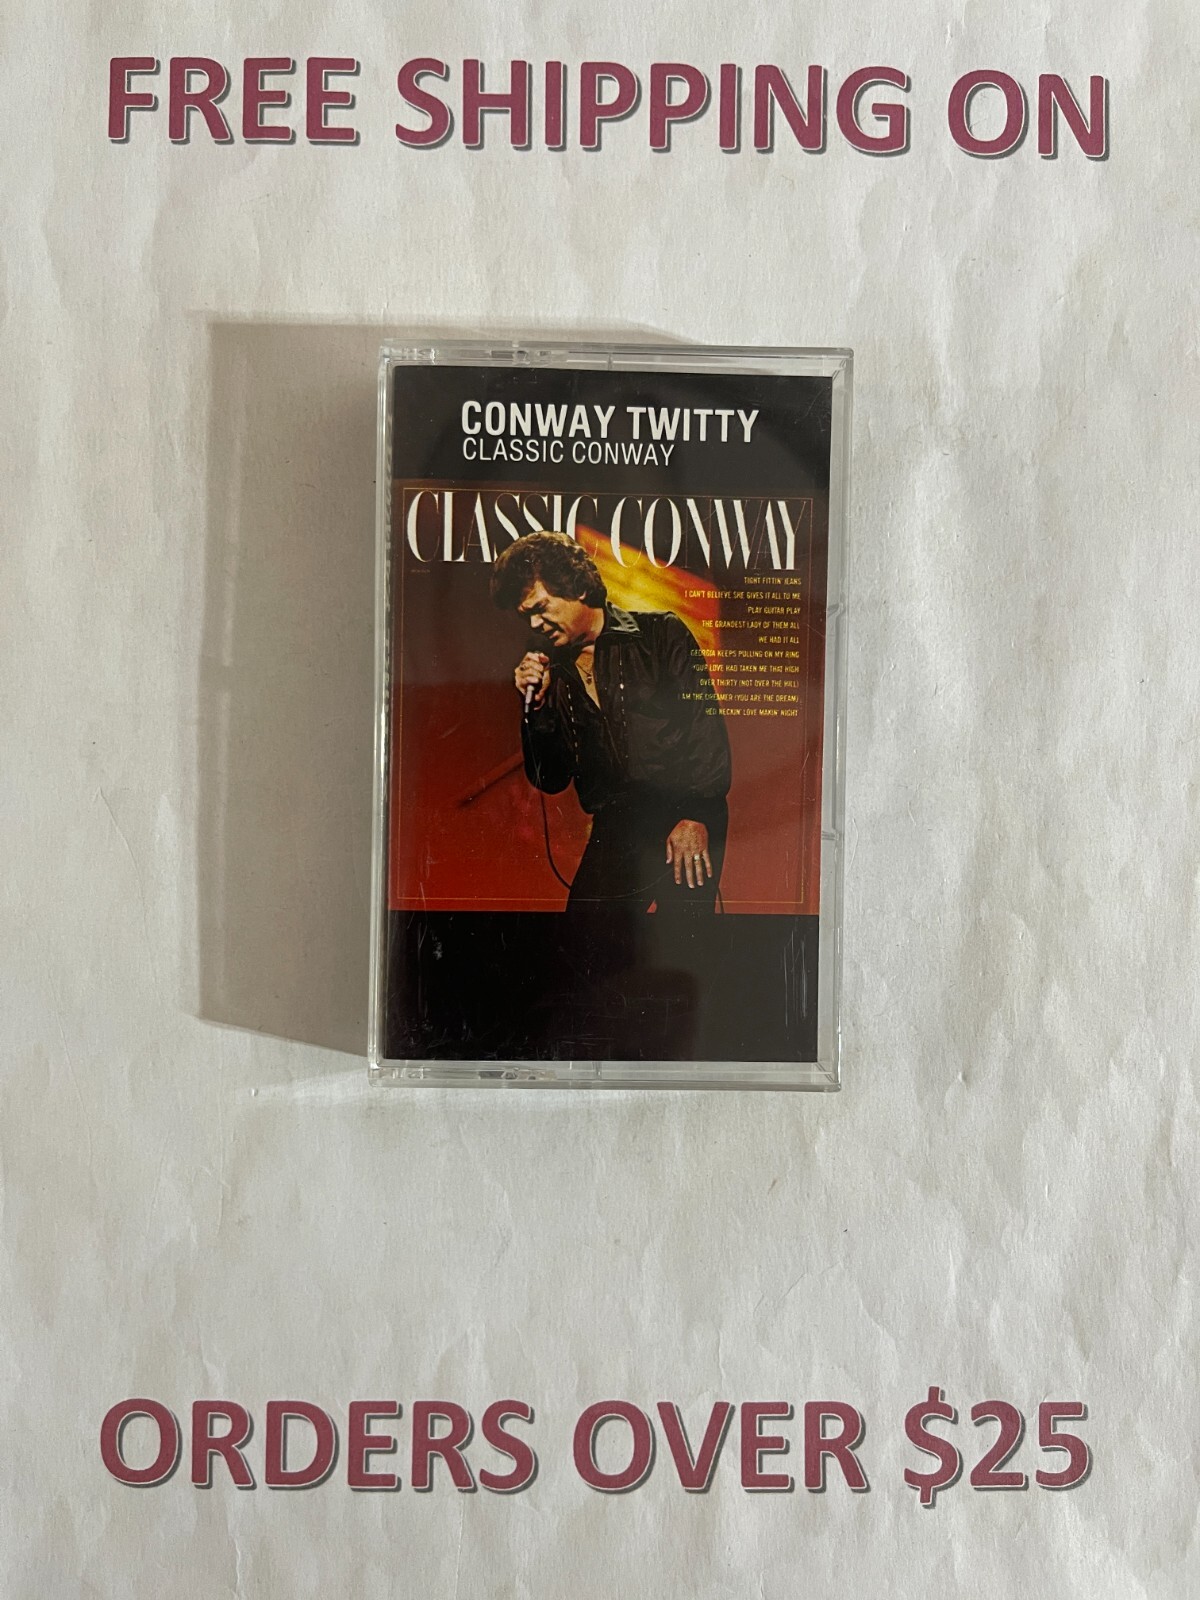 FREE SHIPPING ON
CONWAY TWITTY
CLASSIC CONWAY
CLASSIC CONWAY
TIGHT FITTIN' JEANS
I CAN'T BELIEVE SHE GIVES IT ALL TO ME
PLAY GUITAR PLAY
THE GRANDEST LADY OF THEM ALL
WE HAD IT ALL
GEORGIA KEEPS PULLING ON MY RING
YOUR LOVE HAD TAKEN ME THAT HIGH
OVER THIRTY (NOT OVER THE HILL)
I AM THE DREAMER (YOU ARE THE DREAM)
RED NECKIN' LOVE MAKIN' NIGHT
ORDERS OVER $25